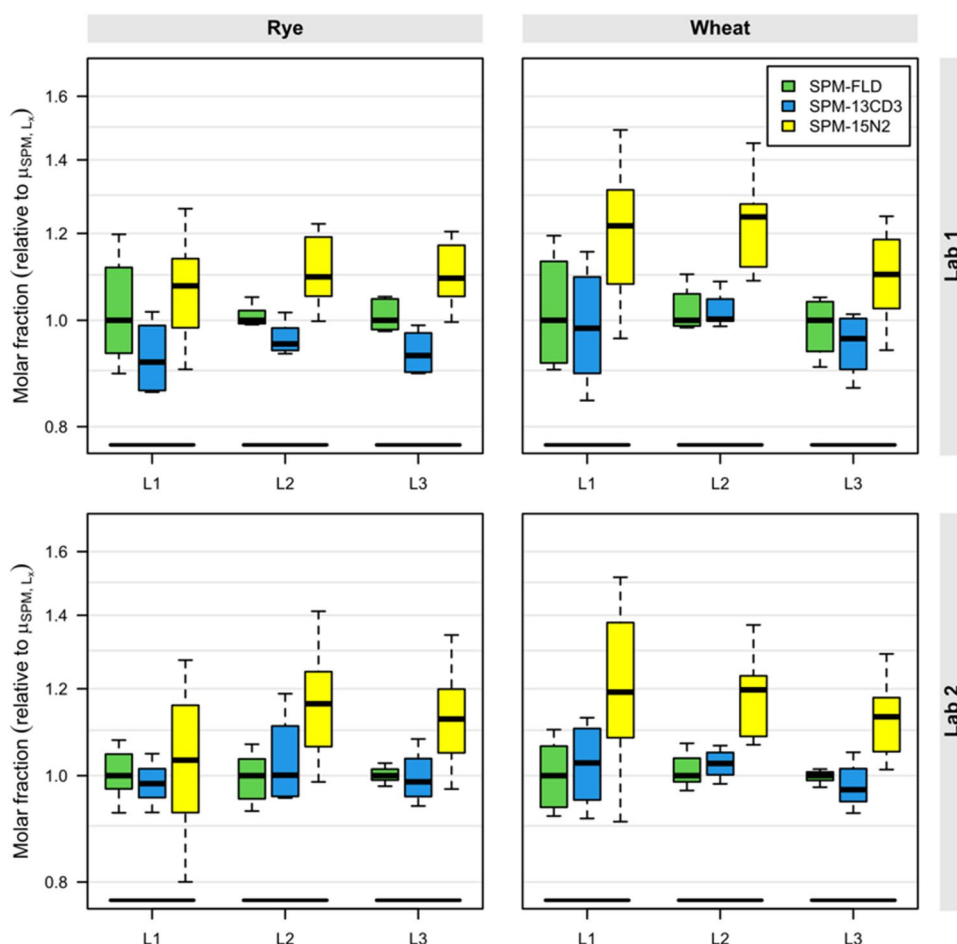 Rye
Wheat
Molar fraction (relative to μSPM, Lx)
1.6
1.4
1.2
1.0
0.8
SPM-FLD
SPM-13CD3
SPM-15N2
Lab 1
L1 L2 L3
L1 L2 L3
Molar fraction (relative to μSPM, Lx)
1.6
1.4
1.2
1.0
0.8
Lab 2
L1 L2 L3
L1 L2 L3